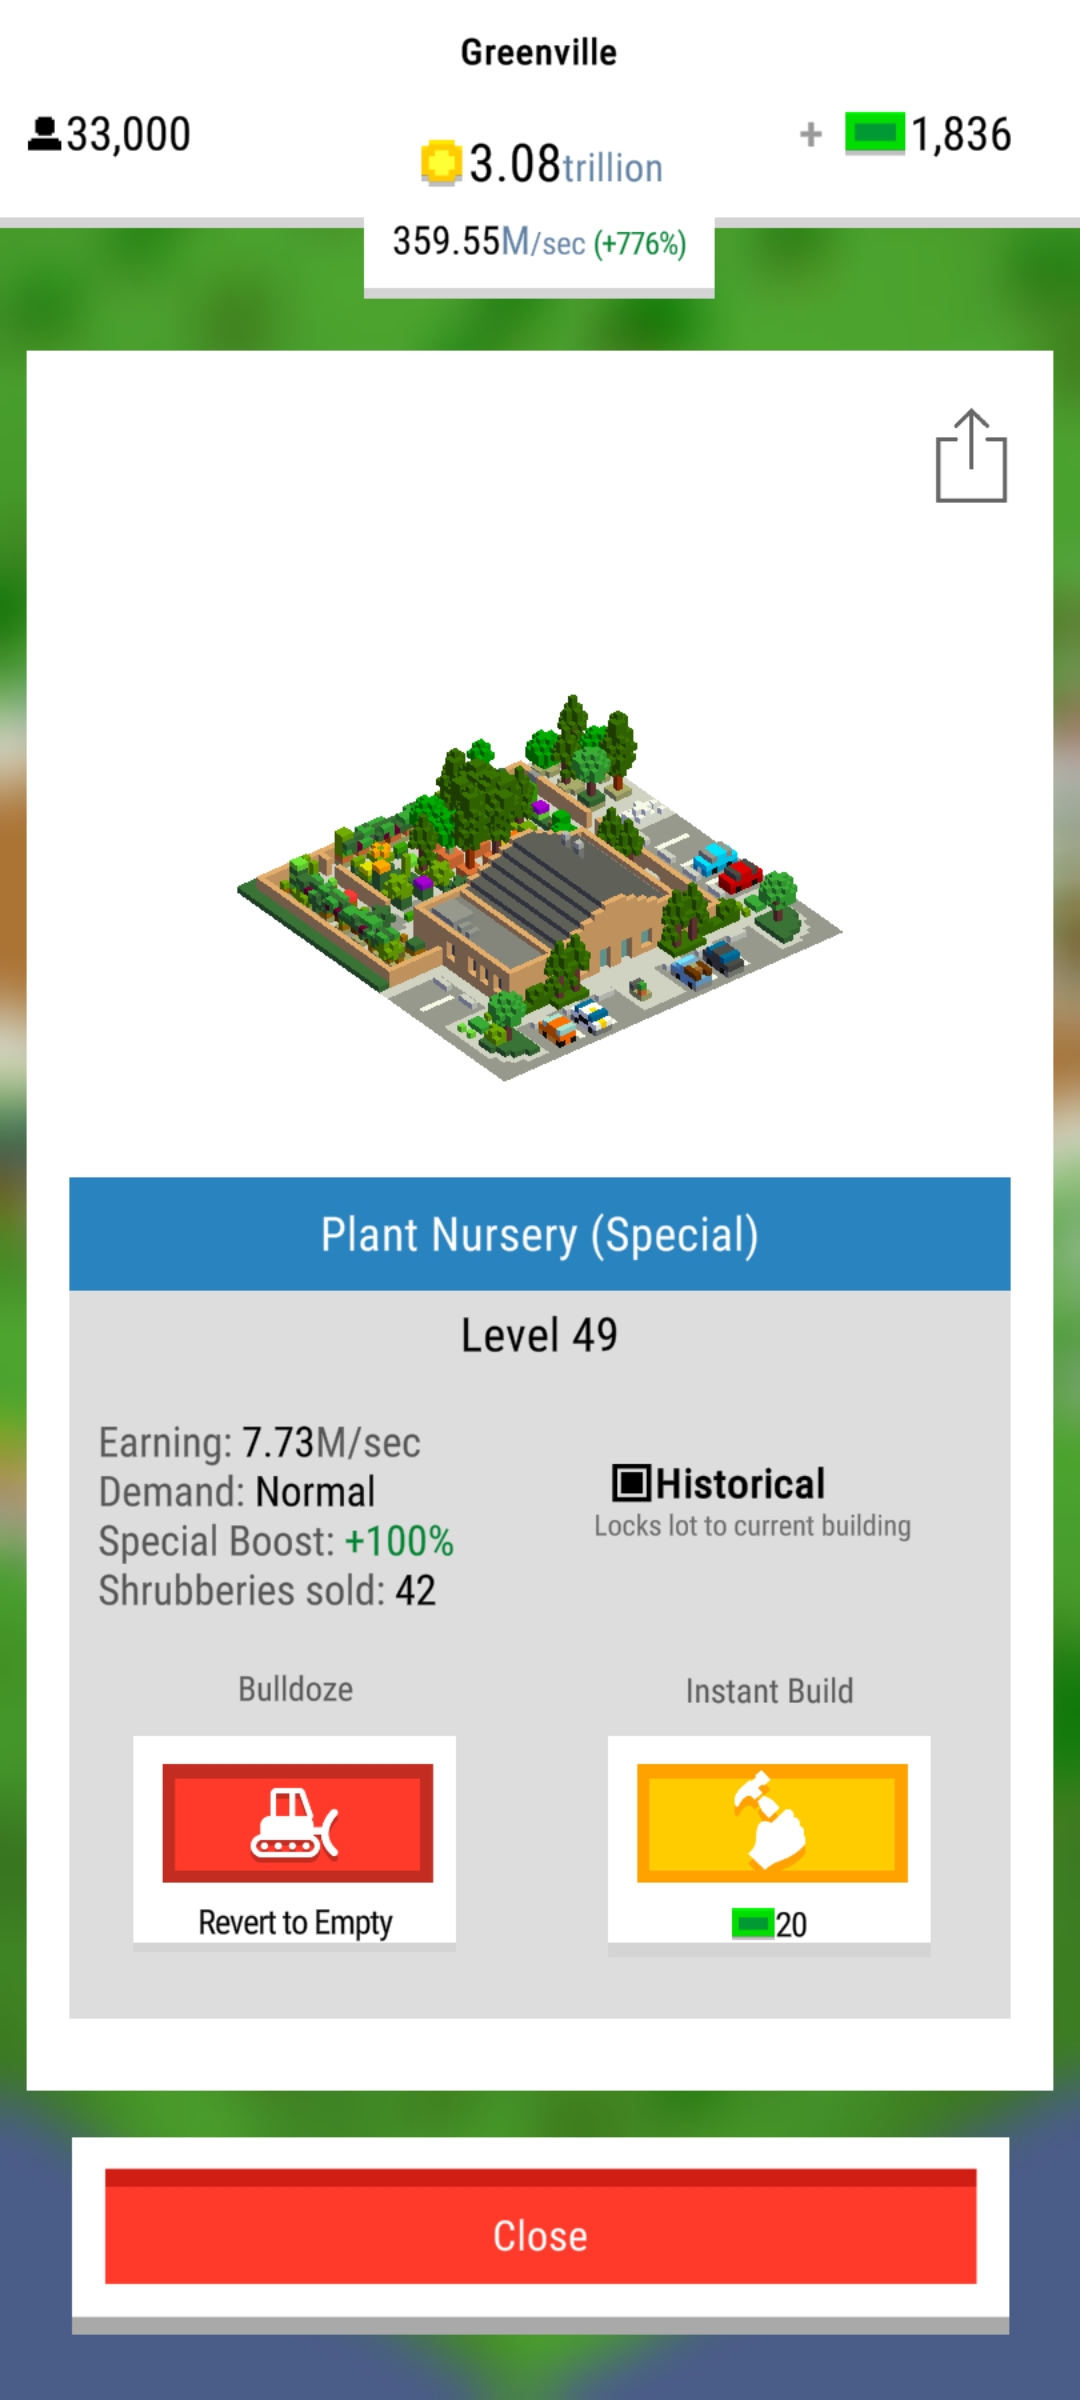 Greenville
33,000
3.08trillion
+ 1,836
359.55M/sec (+776%)
Plant Nursery (Special)
Level 49
Earning: 7.73M/sec
Demand: Normal
Special Boost: +100%
Shrubberies sold: 42
Historical
Locks lot to current building
Bulldoze
Revert to Empty
Instant Build
20
Close